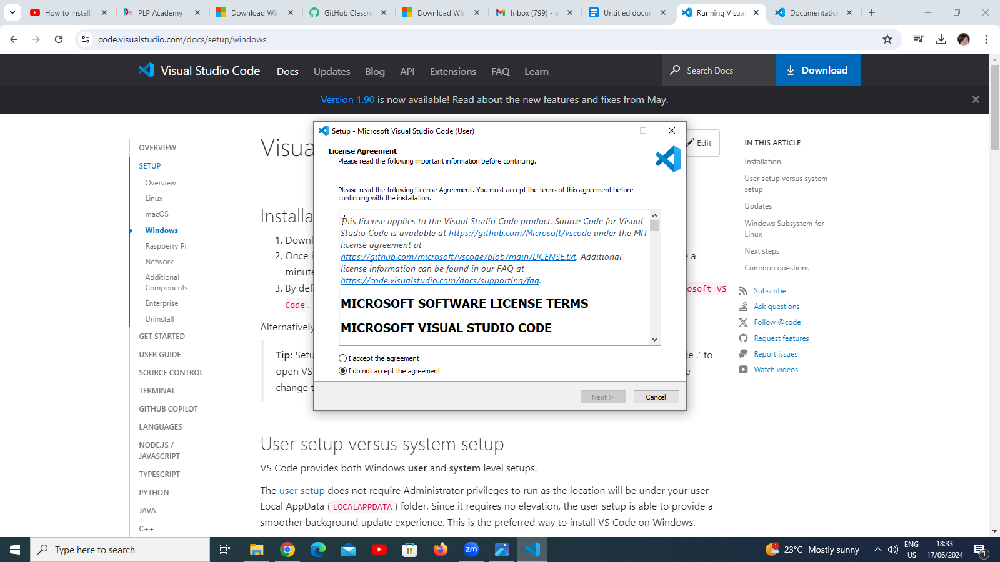 How to Install
PLP Academy
Download Win
GitHub Classro
Download Win
Inbox (799) - a
Untitled docum
Running Visual
Documentatio
code.visualstudio.com/docs/setup/windows
Visual Studio Code
Docs
Updates
Blog
API
Extensions
FAQ
Learn
Search Docs
Download
Version 1.90 is now available! Read about the new features and fixes from May.
OVERVIEW
SETUP
Overview
Linux
macOS
Windows
Raspberry Pi
Network
Additional
Components
Enterprise
Uninstall
GET STARTED
USER GUIDE
SOURCE CONTROL
TERMINAL
GITHUB COPILOT
LANGUAGES
NODE.JS /
JAVASCRIPT
TYPESCRIPT
PYTHON
JAVA
C++
Visua
Edit
Installa
1. Downl
2. Once i
e a
minute
3. By def
osoft VS
Code.
Alternatively
Tip: Setu
de .' to
open VS
e
change t
Setup - Microsoft Visual Studio Code (User)
License Agreement
Please read the following important information before continuing.
Please read the following License Agreement. You must accept the terms of this agreement before
continuing with the installation.
This license applies to the Visual Studio Code product. Source Code for Visual
Studio Code is available at https://github.com/Microsoft/vscode under the MIT
license agreement at
https://github.com/microsoft/vscode/blob/main/LICENSE.txt. Additional
license information can be found in our FAQ at
https://code.visualstudio.com/docs/supporting/faq.
MICROSOFT SOFTWARE LICENSE TERMS
MICROSOFT VISUAL STUDIO CODE
I accept the agreement
I do not accept the agreement
Next >
Cancel
User setup versus system setup
VS Code provides both Windows user and system level setups.
The user setup does not require Administrator privileges to run as the location will be under your user
Local AppData (LOCALAPPDATA) folder. Since it requires no elevation, the user setup is able to provide a
smoother background update experience. This is the preferred way to install VS Code on Windows.
IN THIS ARTICLE
Installation
User setup versus system
setup
Updates
Windows Subsystem for
Linux
Next steps
Common questions
Subscribe
Ask questions
Follow @code
Request features
Report issues
Watch videos
Type here to search
zm
1
23°C Mostly sunny
ENG
US
18:33
17/06/2024
1